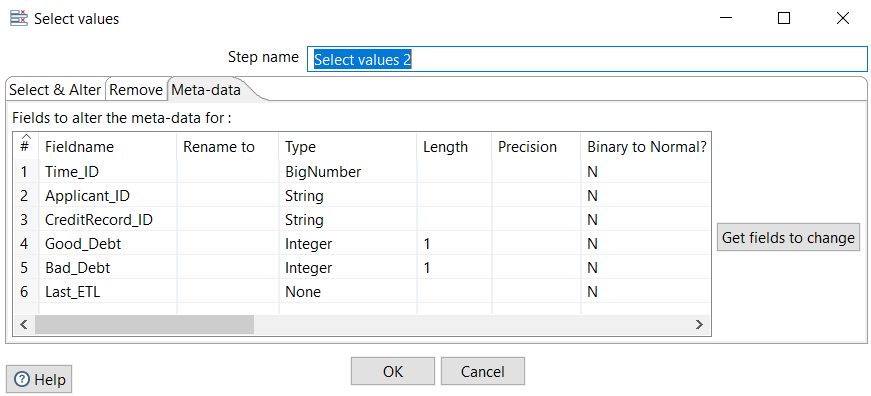 Select values
Step name Select values 2
Select & Alter Remove Meta-data
Fields to alter the meta-data for :
# Fieldname Rename to Type Length Precision Binary to Normal?
1 Time_ID BigNumber N
2 Applicant_ID String N
3 CreditRecord_ID String N
4 Good_Debt Integer 1 N
5 Bad_Debt Integer 1 N
6 Last_ETL None N
Get fields to change
Help OK Cancel